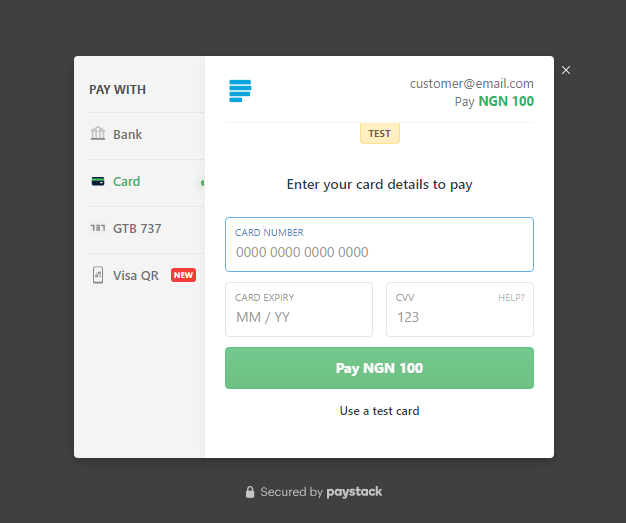 PAY WITH
Bank
Card
GTB 737
Visa QR NEW
customer@email.com
Pay NGN 100
TEST
Enter your card details to pay
CARD NUMBER
0000 0000 0000 0000
CARD EXPIRY
MM / YY
CVV HELP?
123
Pay NGN 100
Use a test card
Secured by paystack